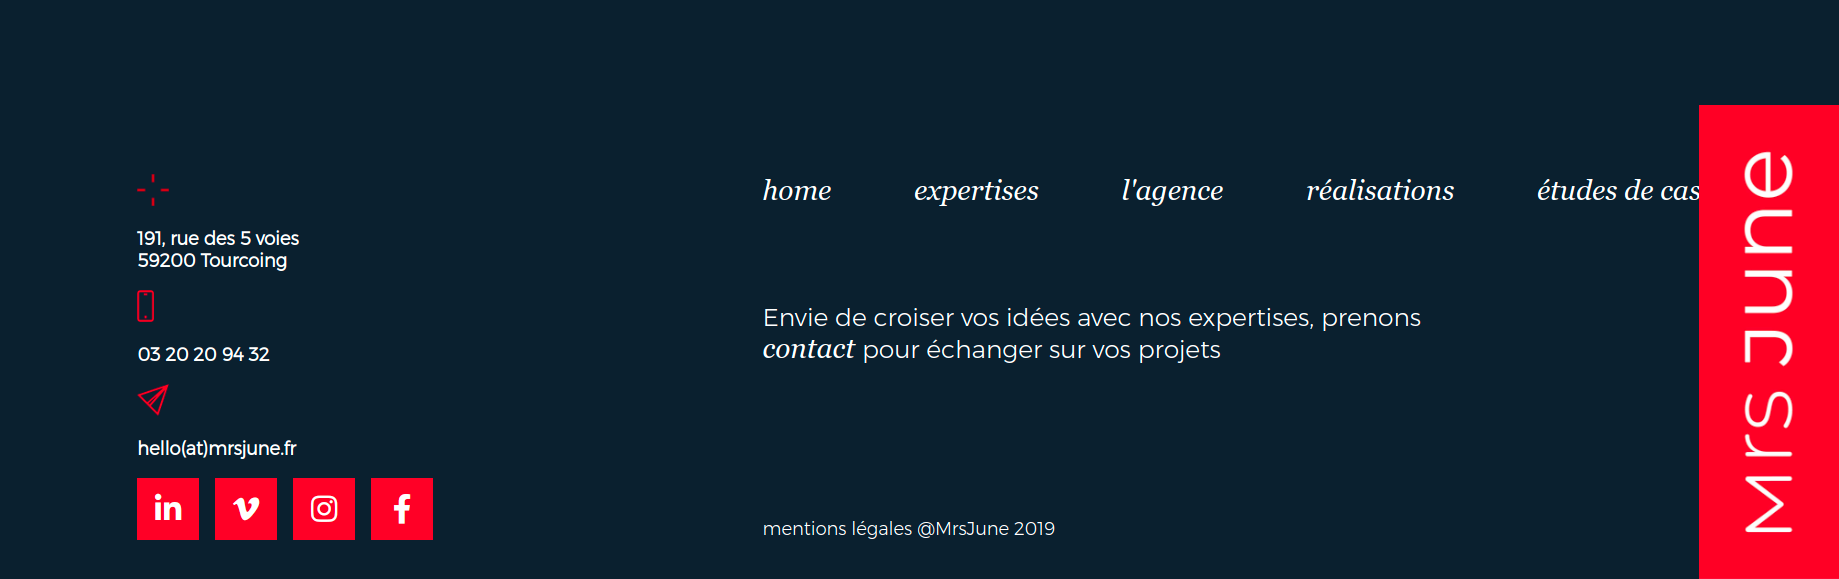 191, rue des 5 voies
59200 Tourcoing
03 20 20 94 32
hello(at)mrsjune.fr
home expertises l'agence réalisations études de cas
Envie de croiser vos idées avec nos expertises, prenons
contact pour échanger sur vos projets
mentions légales @MrsJune 2019
Mrs June